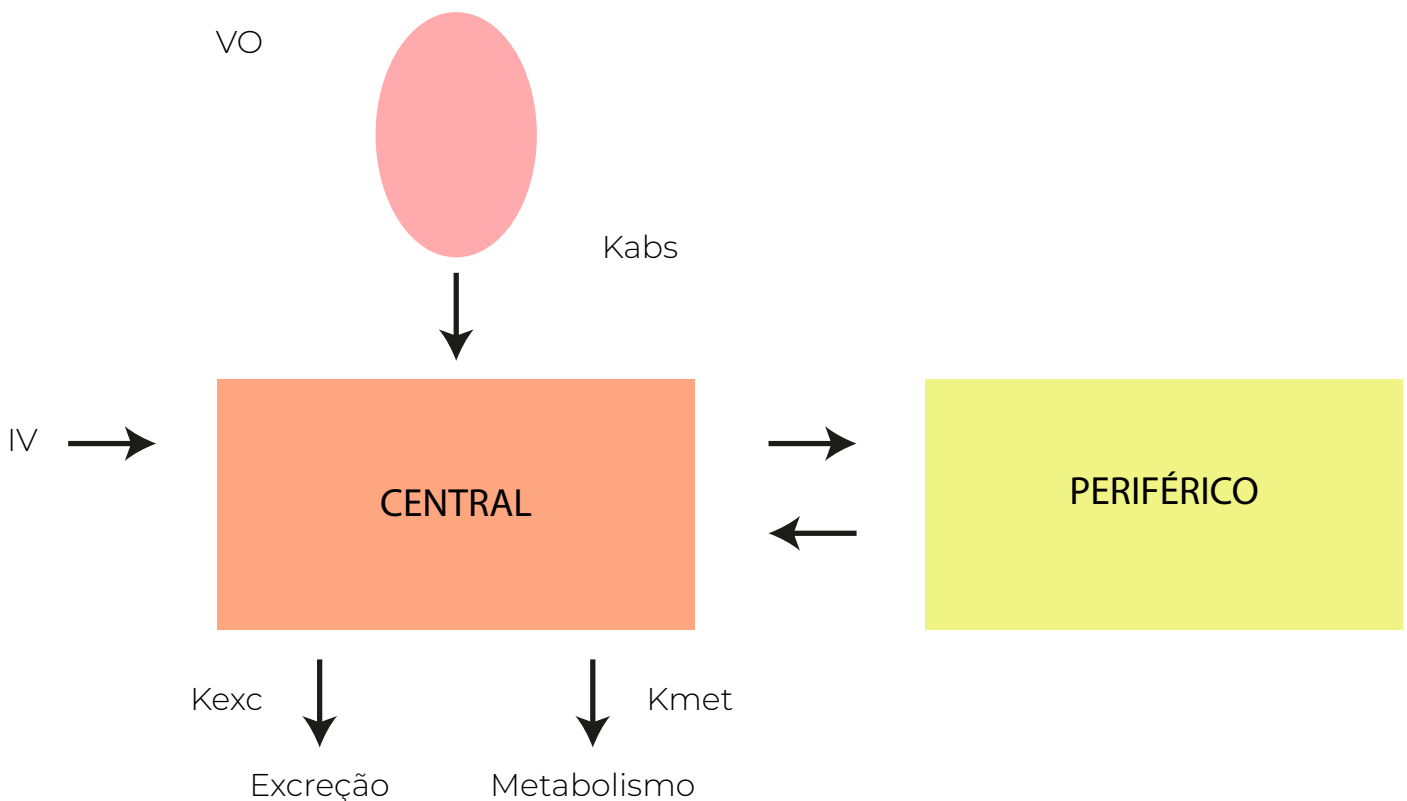 VO
Kabs
IV
CENTRAL
PERIFÉRICO
Kexc
Kmet
Excreção
Metabolismo